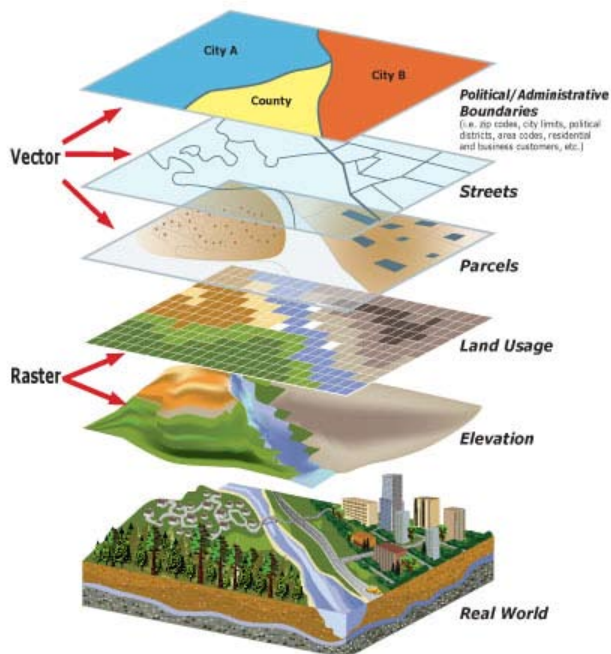 City A
City B
County
Political/Administrative
Boundaries
(i.e. zip codes, city limits, political
districts, area codes, residential
and business customers, etc.)
Vector
Streets
Parcels
Land Usage
Raster
Elevation
Real World